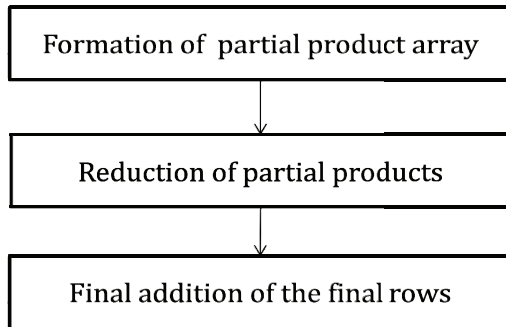 Formation of partial product array
Reduction of partial products
Final addition of the final rows